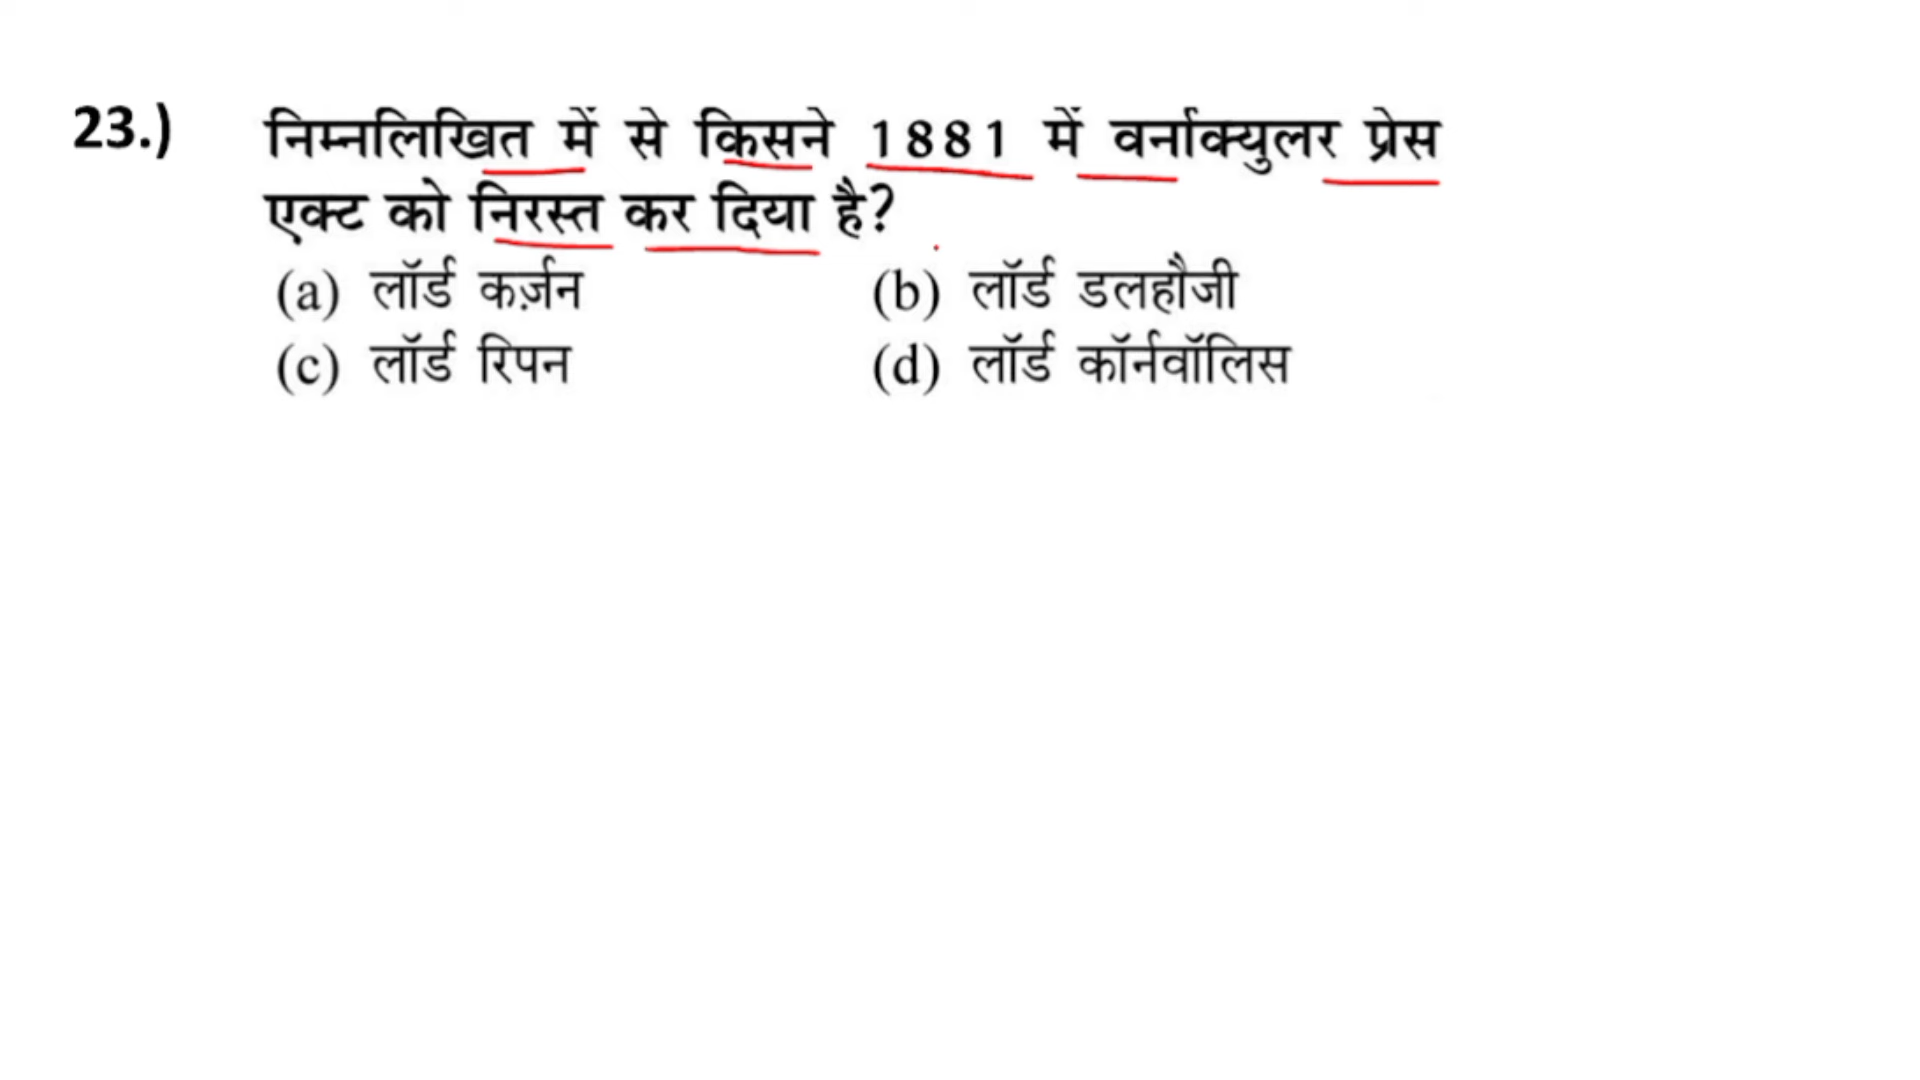 23.) निम्नलिखित में से किसने 1881 में वर्नाक्युलर प्रेस
एक्ट को निरस्त कर दिया है?
(a) लॉर्ड कर्ज़न (b) लॉर्ड डलहौजी
(c) लॉर्ड रिपन (d) लॉर्ड कॉर्नवॉलिस